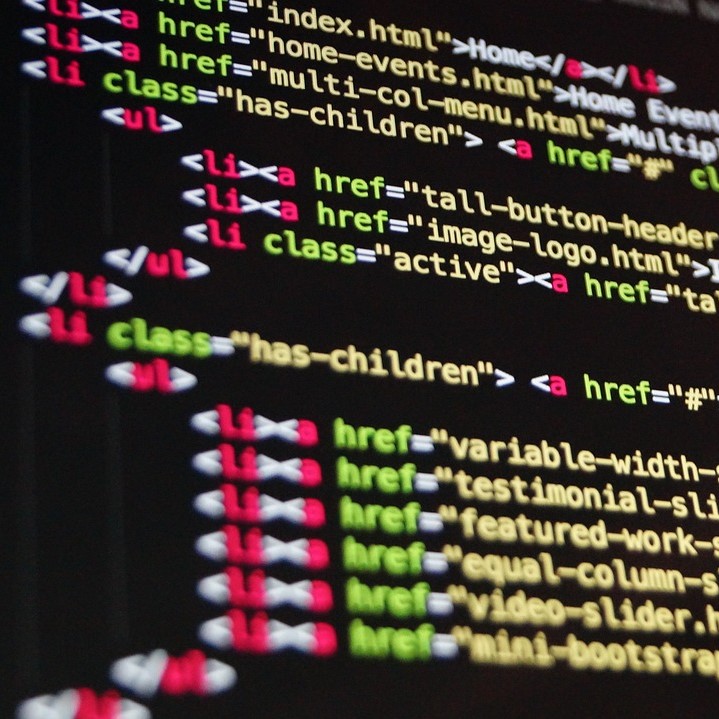 <li><a href="index.html">Home</a></li>
<li><a href="home-events.html">Home Event
<li><a href="multi-col-menu.html">Multip
<li class="has-children"> <a href="#" cl
<ul>
<li><a href="tall-button-header
<li><a href="image-logo.html">
<li class="active"><a href="ta
</ul>
</li>
<li class="has-children"> <a href="#"
<ul>
<li><a href="variable-width-
<li><a href="testimonial-sli
<li><a href="featured-work-
<li><a href="equal-column-
<li><a href="video-slider.h
<li><a href="mini-bootstrap
</ul>
</li>